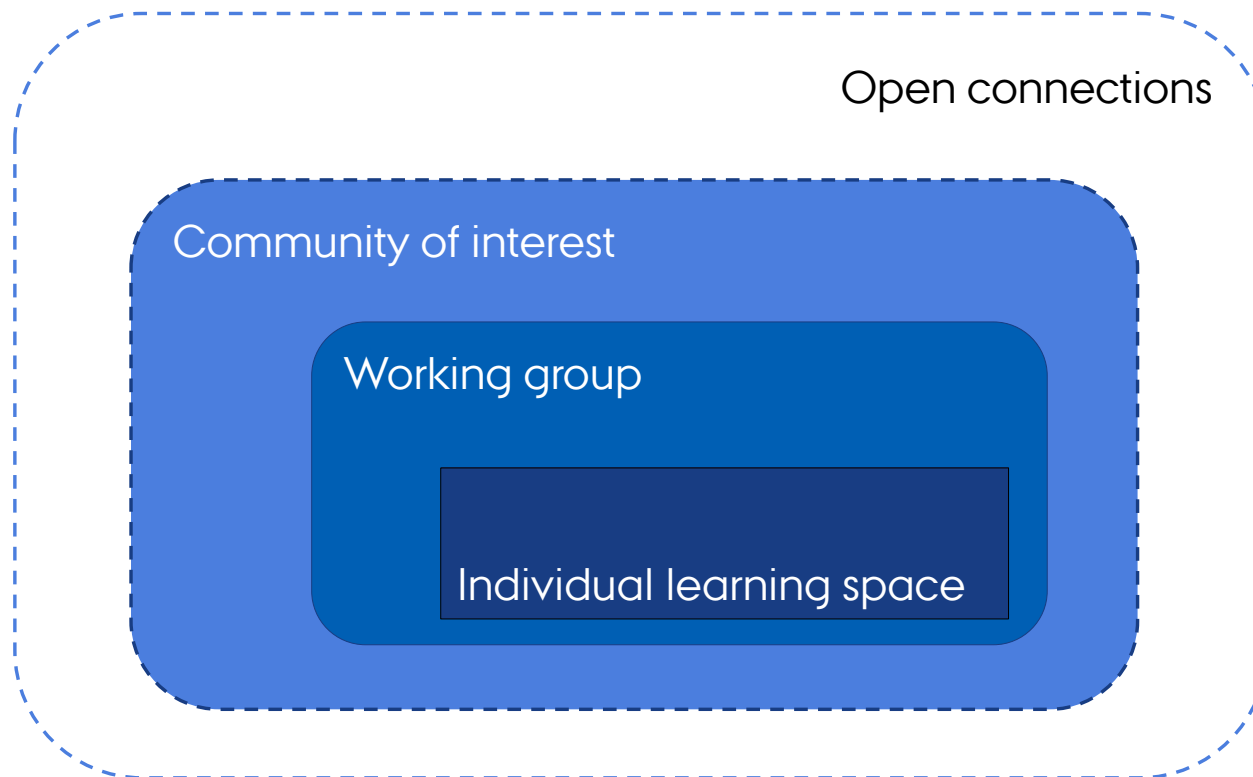 Open connections
Community of interest
Working group
Individual learning space